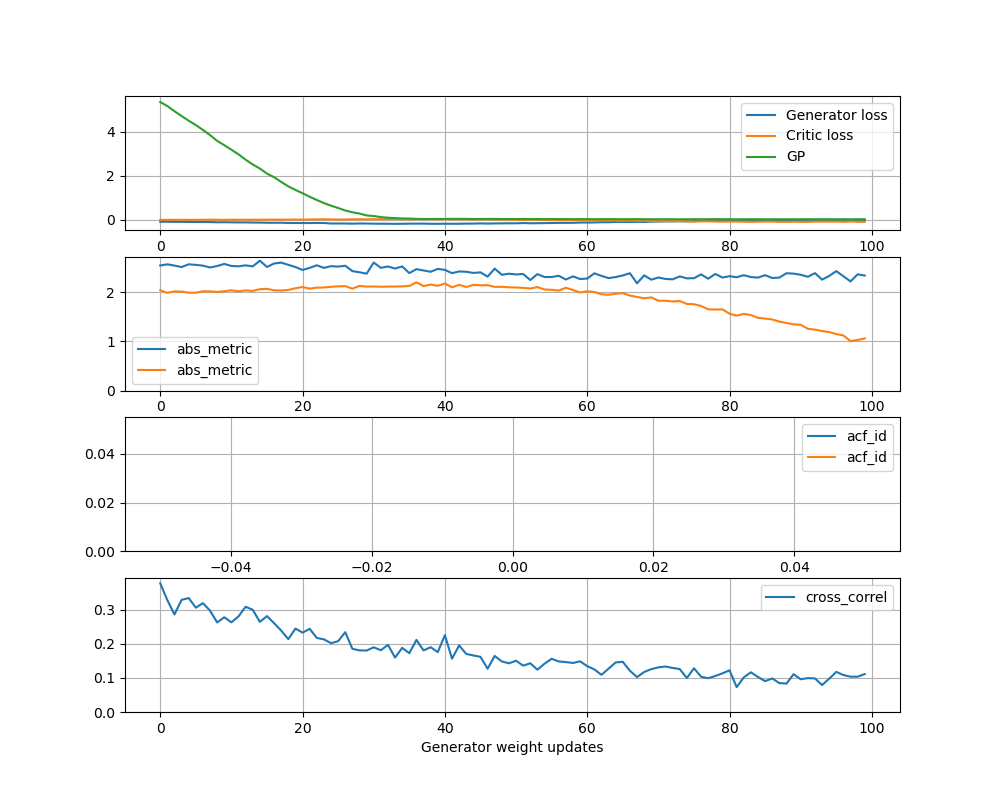 Generator loss
Critic loss
GP
4
2
0
0 20 40 60 80 100
abs_metric
abs_metric
2
1
0
0 20 40 60 80 100
acf_id
acf_id
0.04
0.02
0.00
−0.04 −0.02 0.00 0.02 0.04
cross_correl
0.3
0.2
0.1
0.0
0 20 40 60 80 100
Generator weight updates